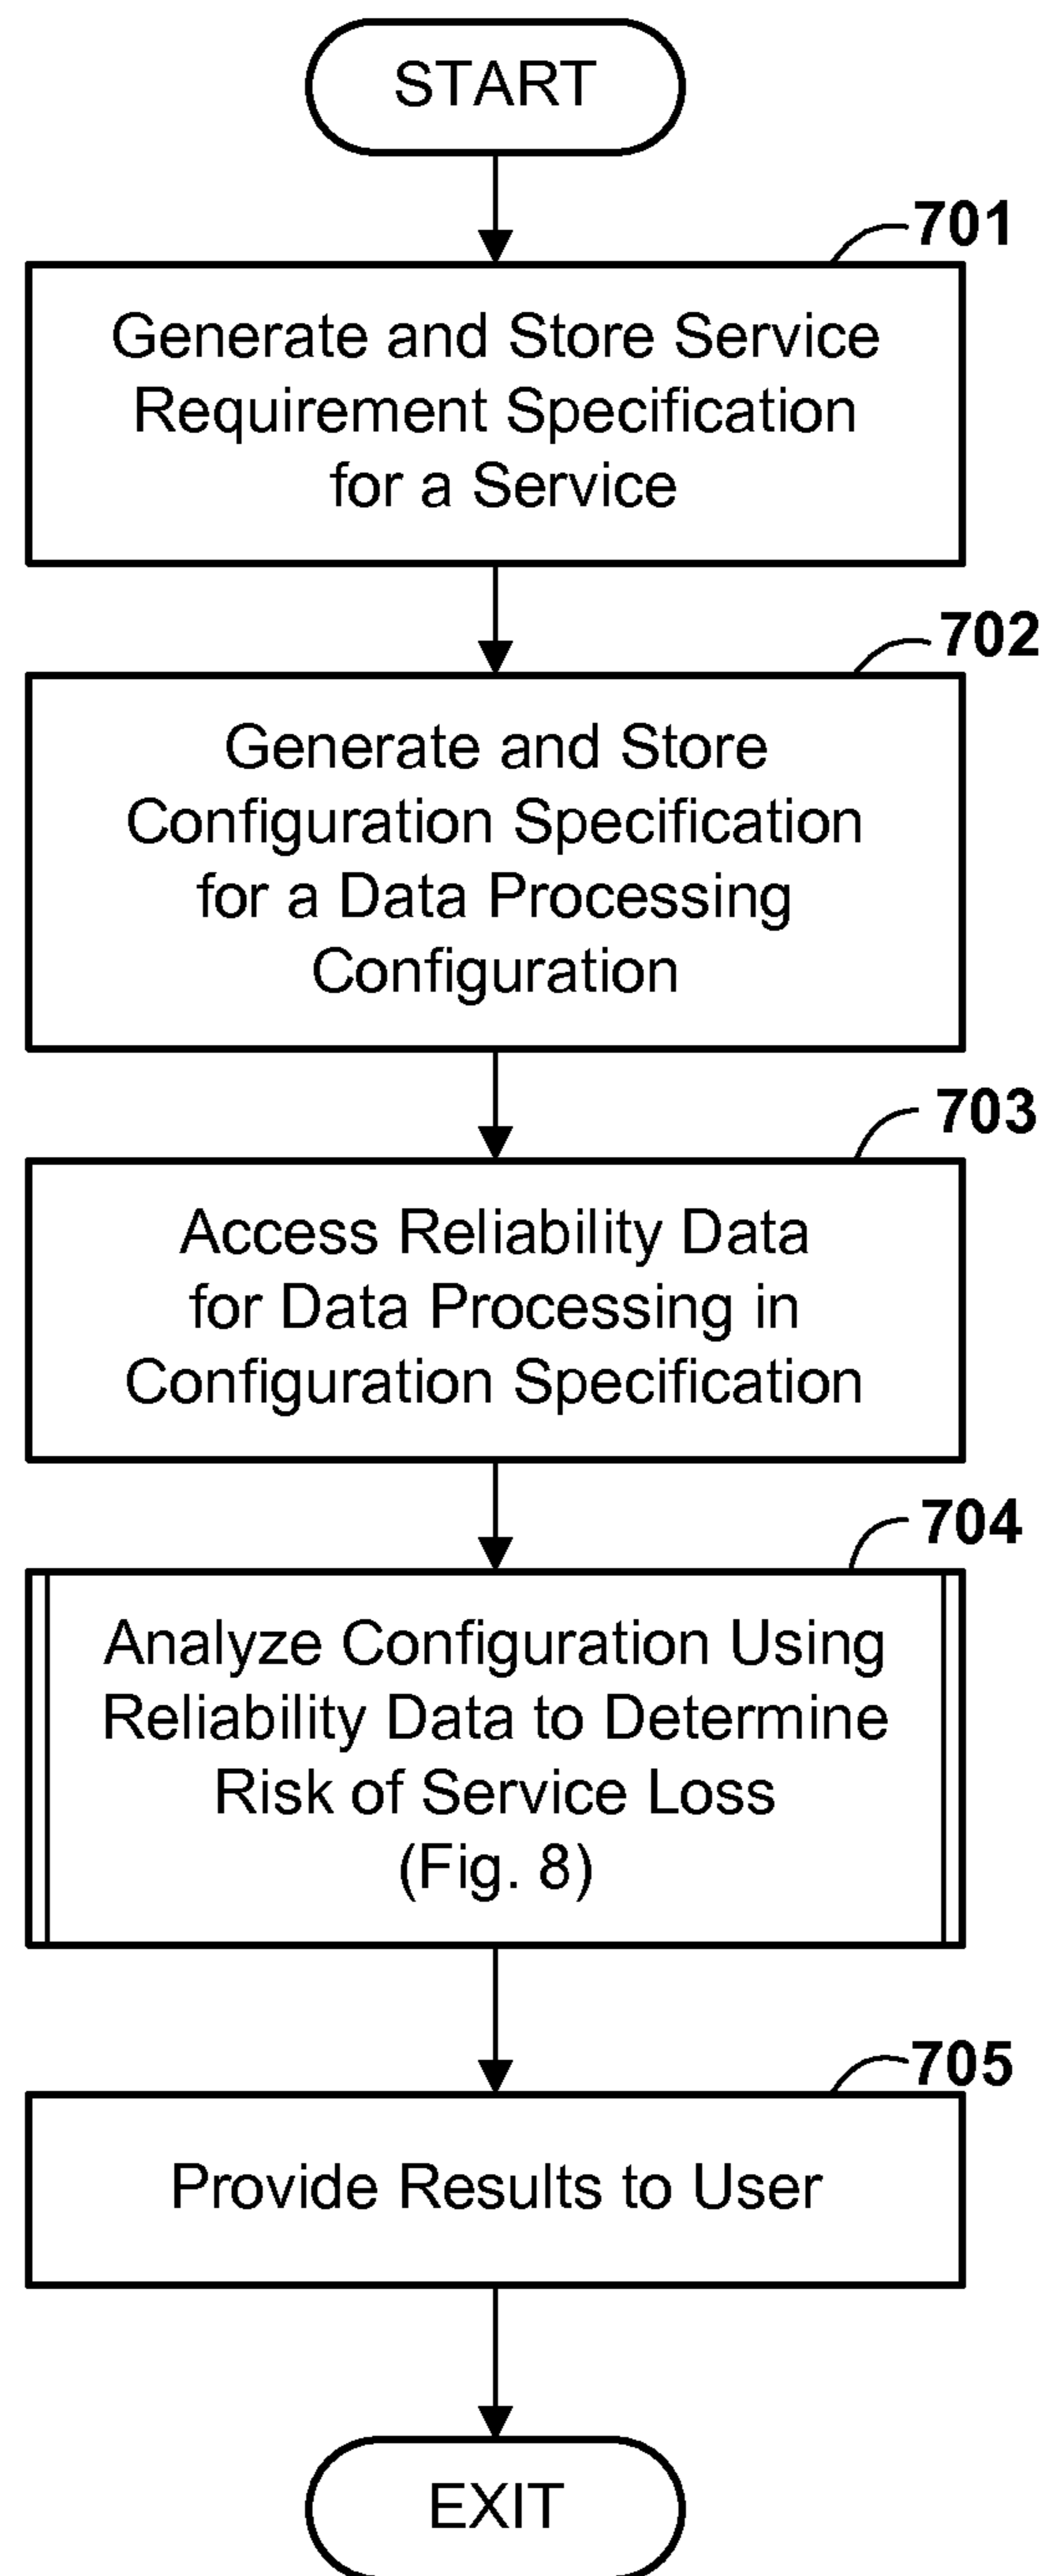 START
701
Generate and Store Service
Requirement Specification
for a Service
702
Generate and Store
Configuration Specification
for a Data Processing
Configuration
703
Access Reliability Data
for Data Processing in
Configuration Specification
704
Analyze Configuration Using
Reliability Data to Determine
Risk of Service Loss
(Fig. 8)
705
Provide Results to User
EXIT